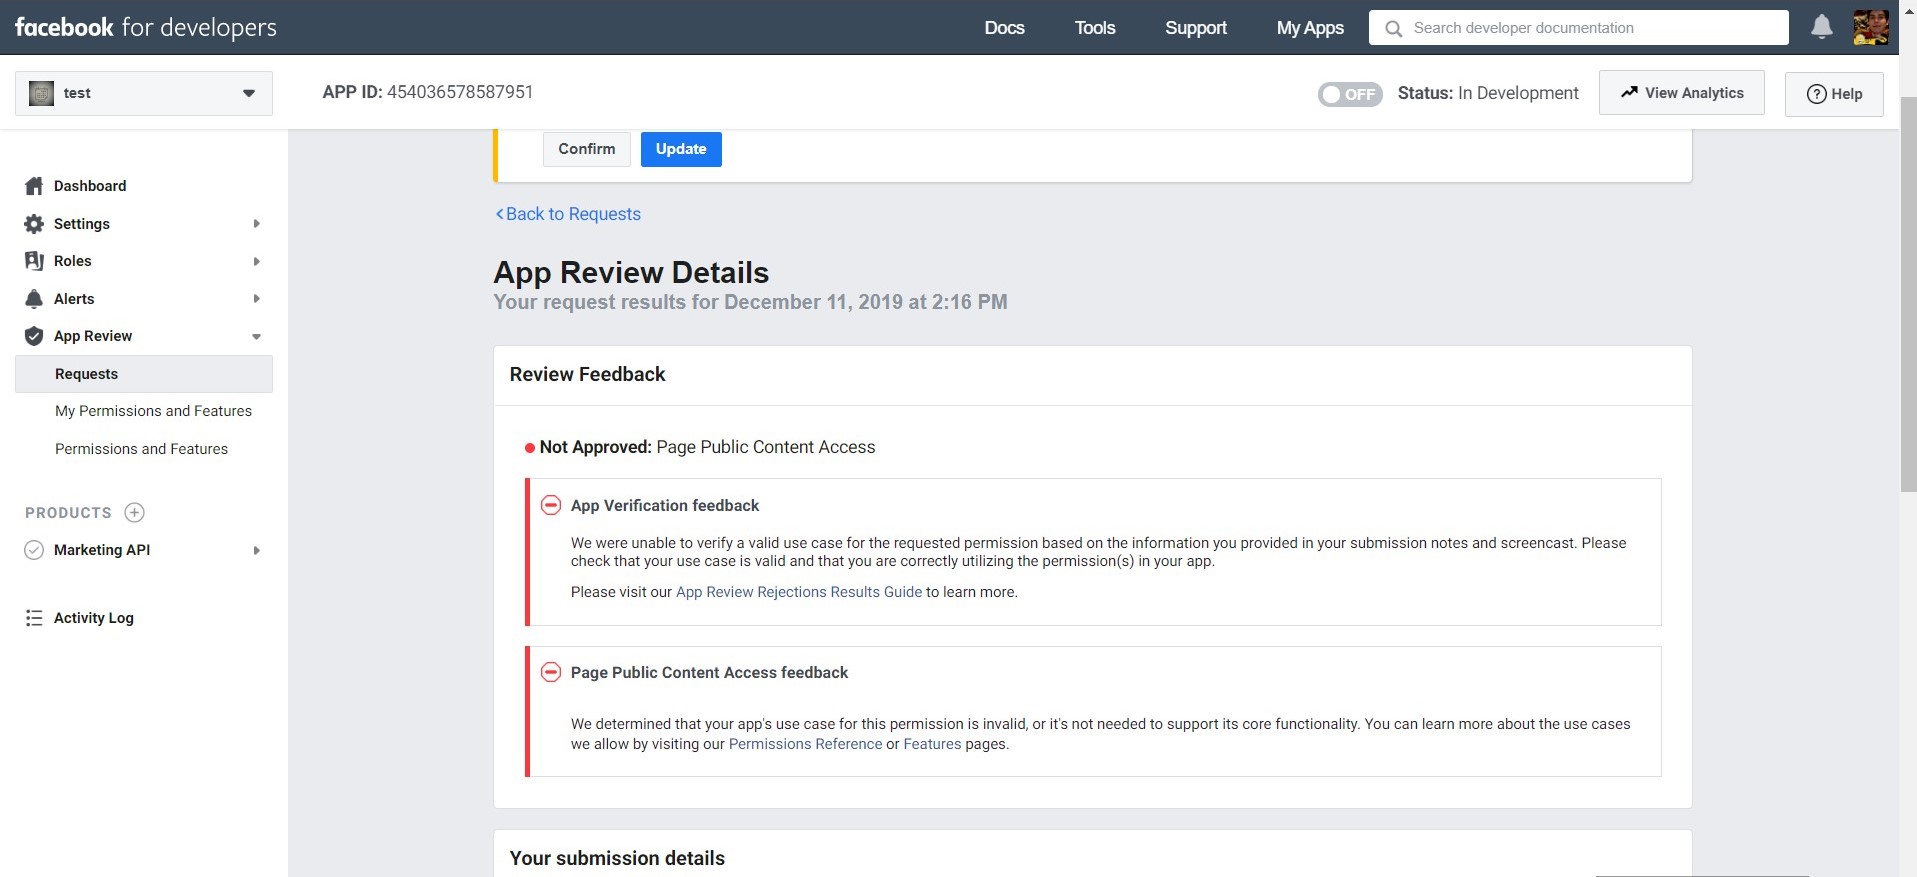 facebook for developers
Docs
Tools
Support
My Apps
Search developer documentation
test
APP ID: 454036578587951
OFF
Status: In Development
View Analytics
Help
Confirm
Update
Dashboard
Settings
Roles
Alerts
App Review
Requests
My Permissions and Features
Permissions and Features
PRODUCTS
Marketing API
Activity Log
Back to Requests
App Review Details
Your request results for December 11, 2019 at 2:16 PM
Review Feedback
Not Approved: Page Public Content Access
App Verification feedback
We were unable to verify a valid use case for the requested permission based on the information you provided in your submission notes and screencast. Please
check that your use case is valid and that you are correctly utilizing the permission(s) in your app.
Please visit our App Review Rejections Results Guide to learn more.
Page Public Content Access feedback
We determined that your app's use case for this permission is invalid, or it's not needed to support its core functionality. You can learn more about the use cases
we allow by visiting our Permissions Reference or Features pages.
Your submission details